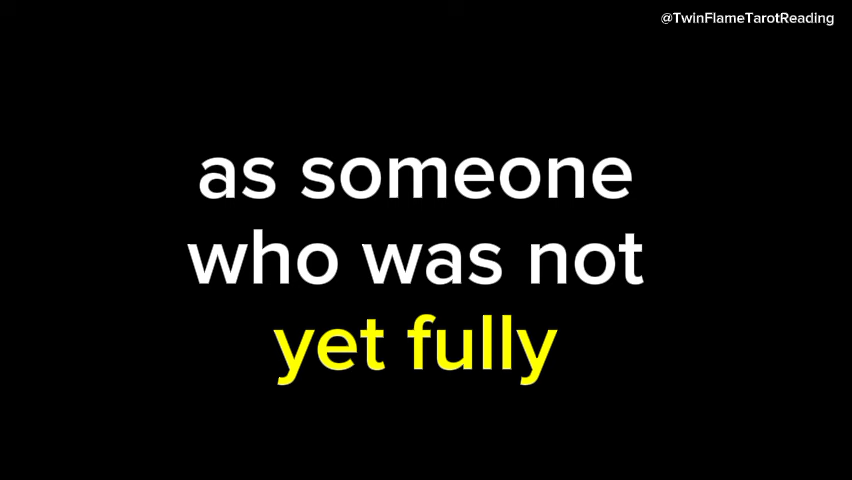 @TwinFlameTarotReading
as someone
who was not
yet fully